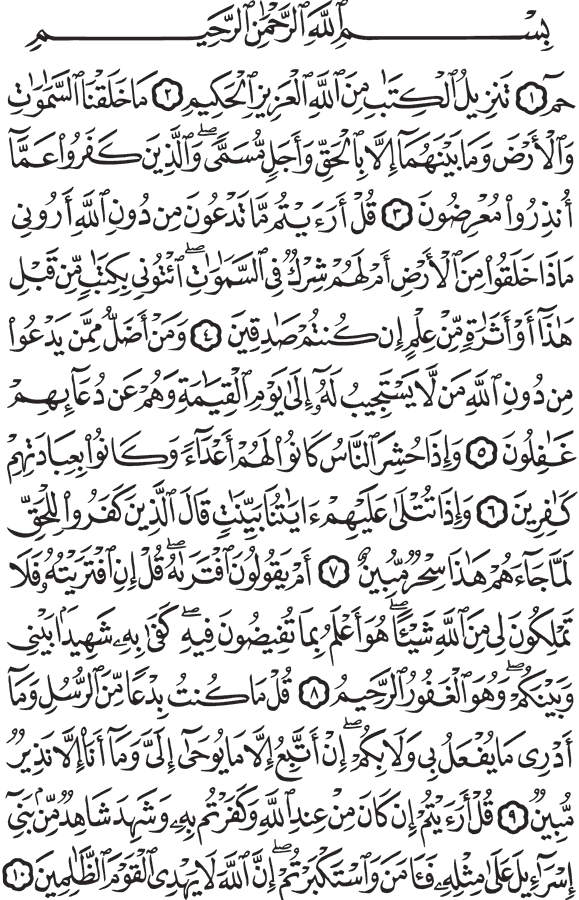 بِسْمِ ٱللَّهِ ٱلرَّحْمَٰنِ ٱلرَّحِيمِ
حمٓ ١ تَنزِيلُ ٱلْكِتَٰبِ مِنَ ٱللَّهِ ٱلْعَزِيزِ ٱلْحَكِيمِ ٢ مَا خَلَقْنَا ٱلسَّمَٰوَٰتِ
وَٱلْأَرْضَ وَمَا بَيْنَهُمَآ إِلَّا بِٱلْحَقِّ وَأَجَلٍ مُّسَمًّى ۚ وَٱلَّذِينَ كَفَرُوا۟ عَمَّآ
أُنذِرُوا۟ مُعْرِضُونَ ٣ قُلْ أَرَءَيْتُم مَّا تَدْعُونَ مِن دُونِ ٱللَّهِ أَرُونِى
مَاذَا خَلَقُوا۟ مِنَ ٱلْأَرْضِ أَمْ لَهُمْ شِرْكٌ فِى ٱلسَّمَٰوَٰتِ ۖ ٱئْتُونِى بِكِتَٰبٍ مِّن قَبْلِ
هَٰذَآ أَوْ أَثَٰرَةٍ مِّنْ عِلْمٍ إِن كُنتُمْ صَٰدِقِينَ ٤ وَمَنْ أَضَلُّ مِمَّن يَدْعُوا۟
مِن دُونِ ٱللَّهِ مَن لَّا يَسْتَجِيبُ لَهُۥٓ إِلَىٰ يَوْمِ ٱلْقِيَٰمَةِ وَهُمْ عَن دُعَآئِهِمْ
غَٰفِلُونَ ٥ وَإِذَا حُشِرَ ٱلنَّاسُ كَانُوا۟ لَهُمْ أَعْدَآءً وَكَانُوا۟ بِعِبَادَتِهِمْ
كَٰفِرِينَ ٦ وَإِذَا تُتْلَىٰ عَلَيْهِمْ ءَايَٰتُنَا بَيِّنَٰتٍ قَالَ ٱلَّذِينَ كَفَرُوا۟ لِلْحَقِّ
لَمَّا جَآءَهُمْ هَٰذَا سِحْرٌ مُّبِينٌ ٧ أَمْ يَقُولُونَ ٱفْتَرَىٰهُ ۖ قُلْ إِنِ ٱفْتَرَيْتُهُۥ فَلَا
تَمْلِكُونَ لِى مِنَ ٱللَّهِ شَيْـًٔا ۖ هُوَ أَعْلَمُ بِمَا تُفِيضُونَ فِيهِ ۖ كَفَىٰ بِهِۦ شَهِيدًۢا بَيْنِى
وَبَيْنَكُمْ ۖ وَهُوَ ٱلْغَفُورُ ٱلرَّحِيمُ ٨ قُلْ مَا كُنتُ بِدْعًا مِّنَ ٱلرُّسُلِ وَمَآ
أَدْرِى مَا يُفْعَلُ بِى وَلَا بِكُمْ ۖ إِنْ أَتَّبِعُ إِلَّا مَا يُوحَىٰٓ إِلَىَّ وَمَآ أَنَا۠ إِلَّا نَذِيرٌ
مُّبِينٌ ٩ قُلْ أَرَءَيْتُمْ إِن كَانَ مِنْ عِندِ ٱللَّهِ وَكَفَرْتُم بِهِۦ وَشَهِدَ شَاهِدٌ مِّنۢ بَنِىٓ
إِسْرَٰٓءِيلَ عَلَىٰ مِثْلِهِۦ فَـَٔامَنَ وَٱسْتَكْبَرْتُمْ ۖ إِنَّ ٱللَّهَ لَا يَهْدِى ٱلْقَوْمَ ٱلظَّٰلِمِينَ ١٠